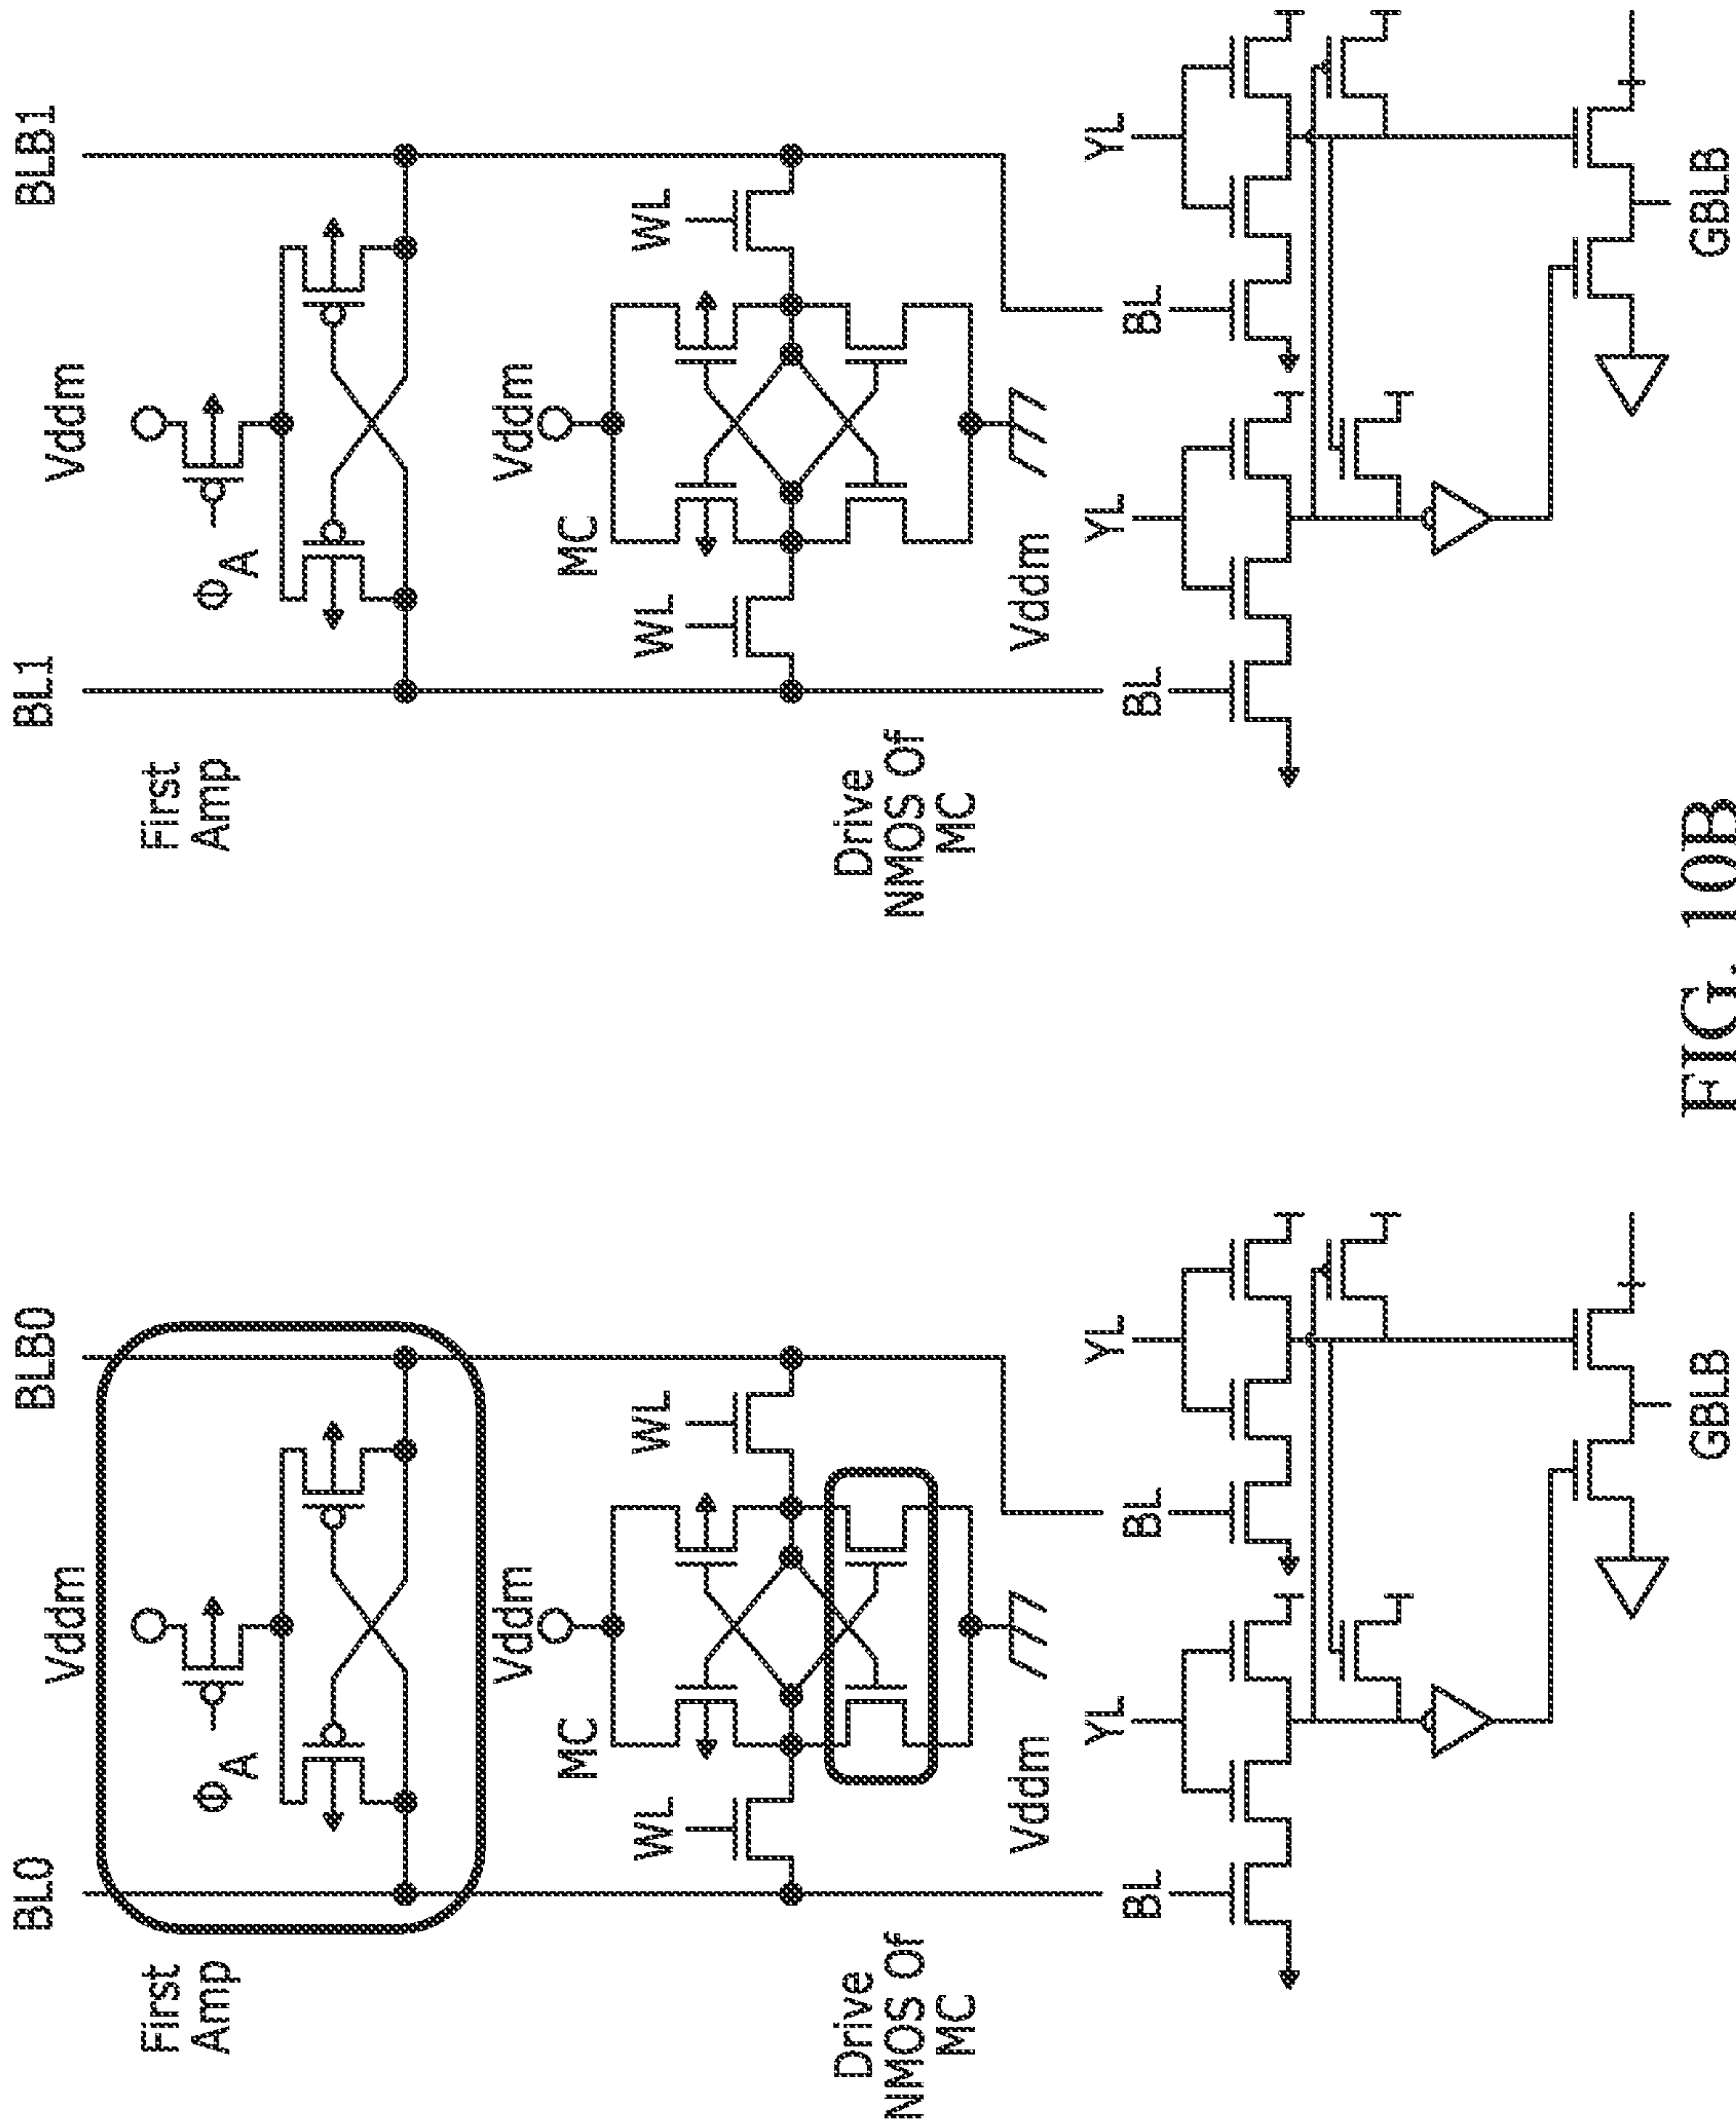 BL0
BLB0
BL1
BLB1
Vddm
Vddm
First
Amp
ΦA
First
Amp
ΦA
Vddm
Vddm
MC
MC
WL
WL
WL
WL
Drive
NMOS of
MC
Drive
NMOS of
MC
Vddm
Vddm
YL
YL
YL
YL
BL
BL
BL
BL
GBLB
GBLB
FIG. 10B